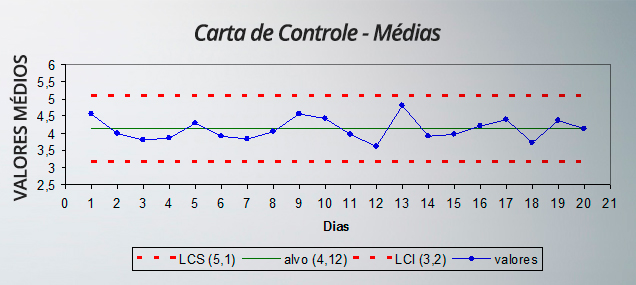 Carta de Controle - Médias
VALORES MÉDIOS
6
5,5
5
4,5
4
3,5
3
2,5
0 1 2 3 4 5 6 7 8 9 10 11 12 13 14 15 16 17 18 19 20 21
Dias
LCS (5,1) alvo (4,12) LCI (3,2) valores